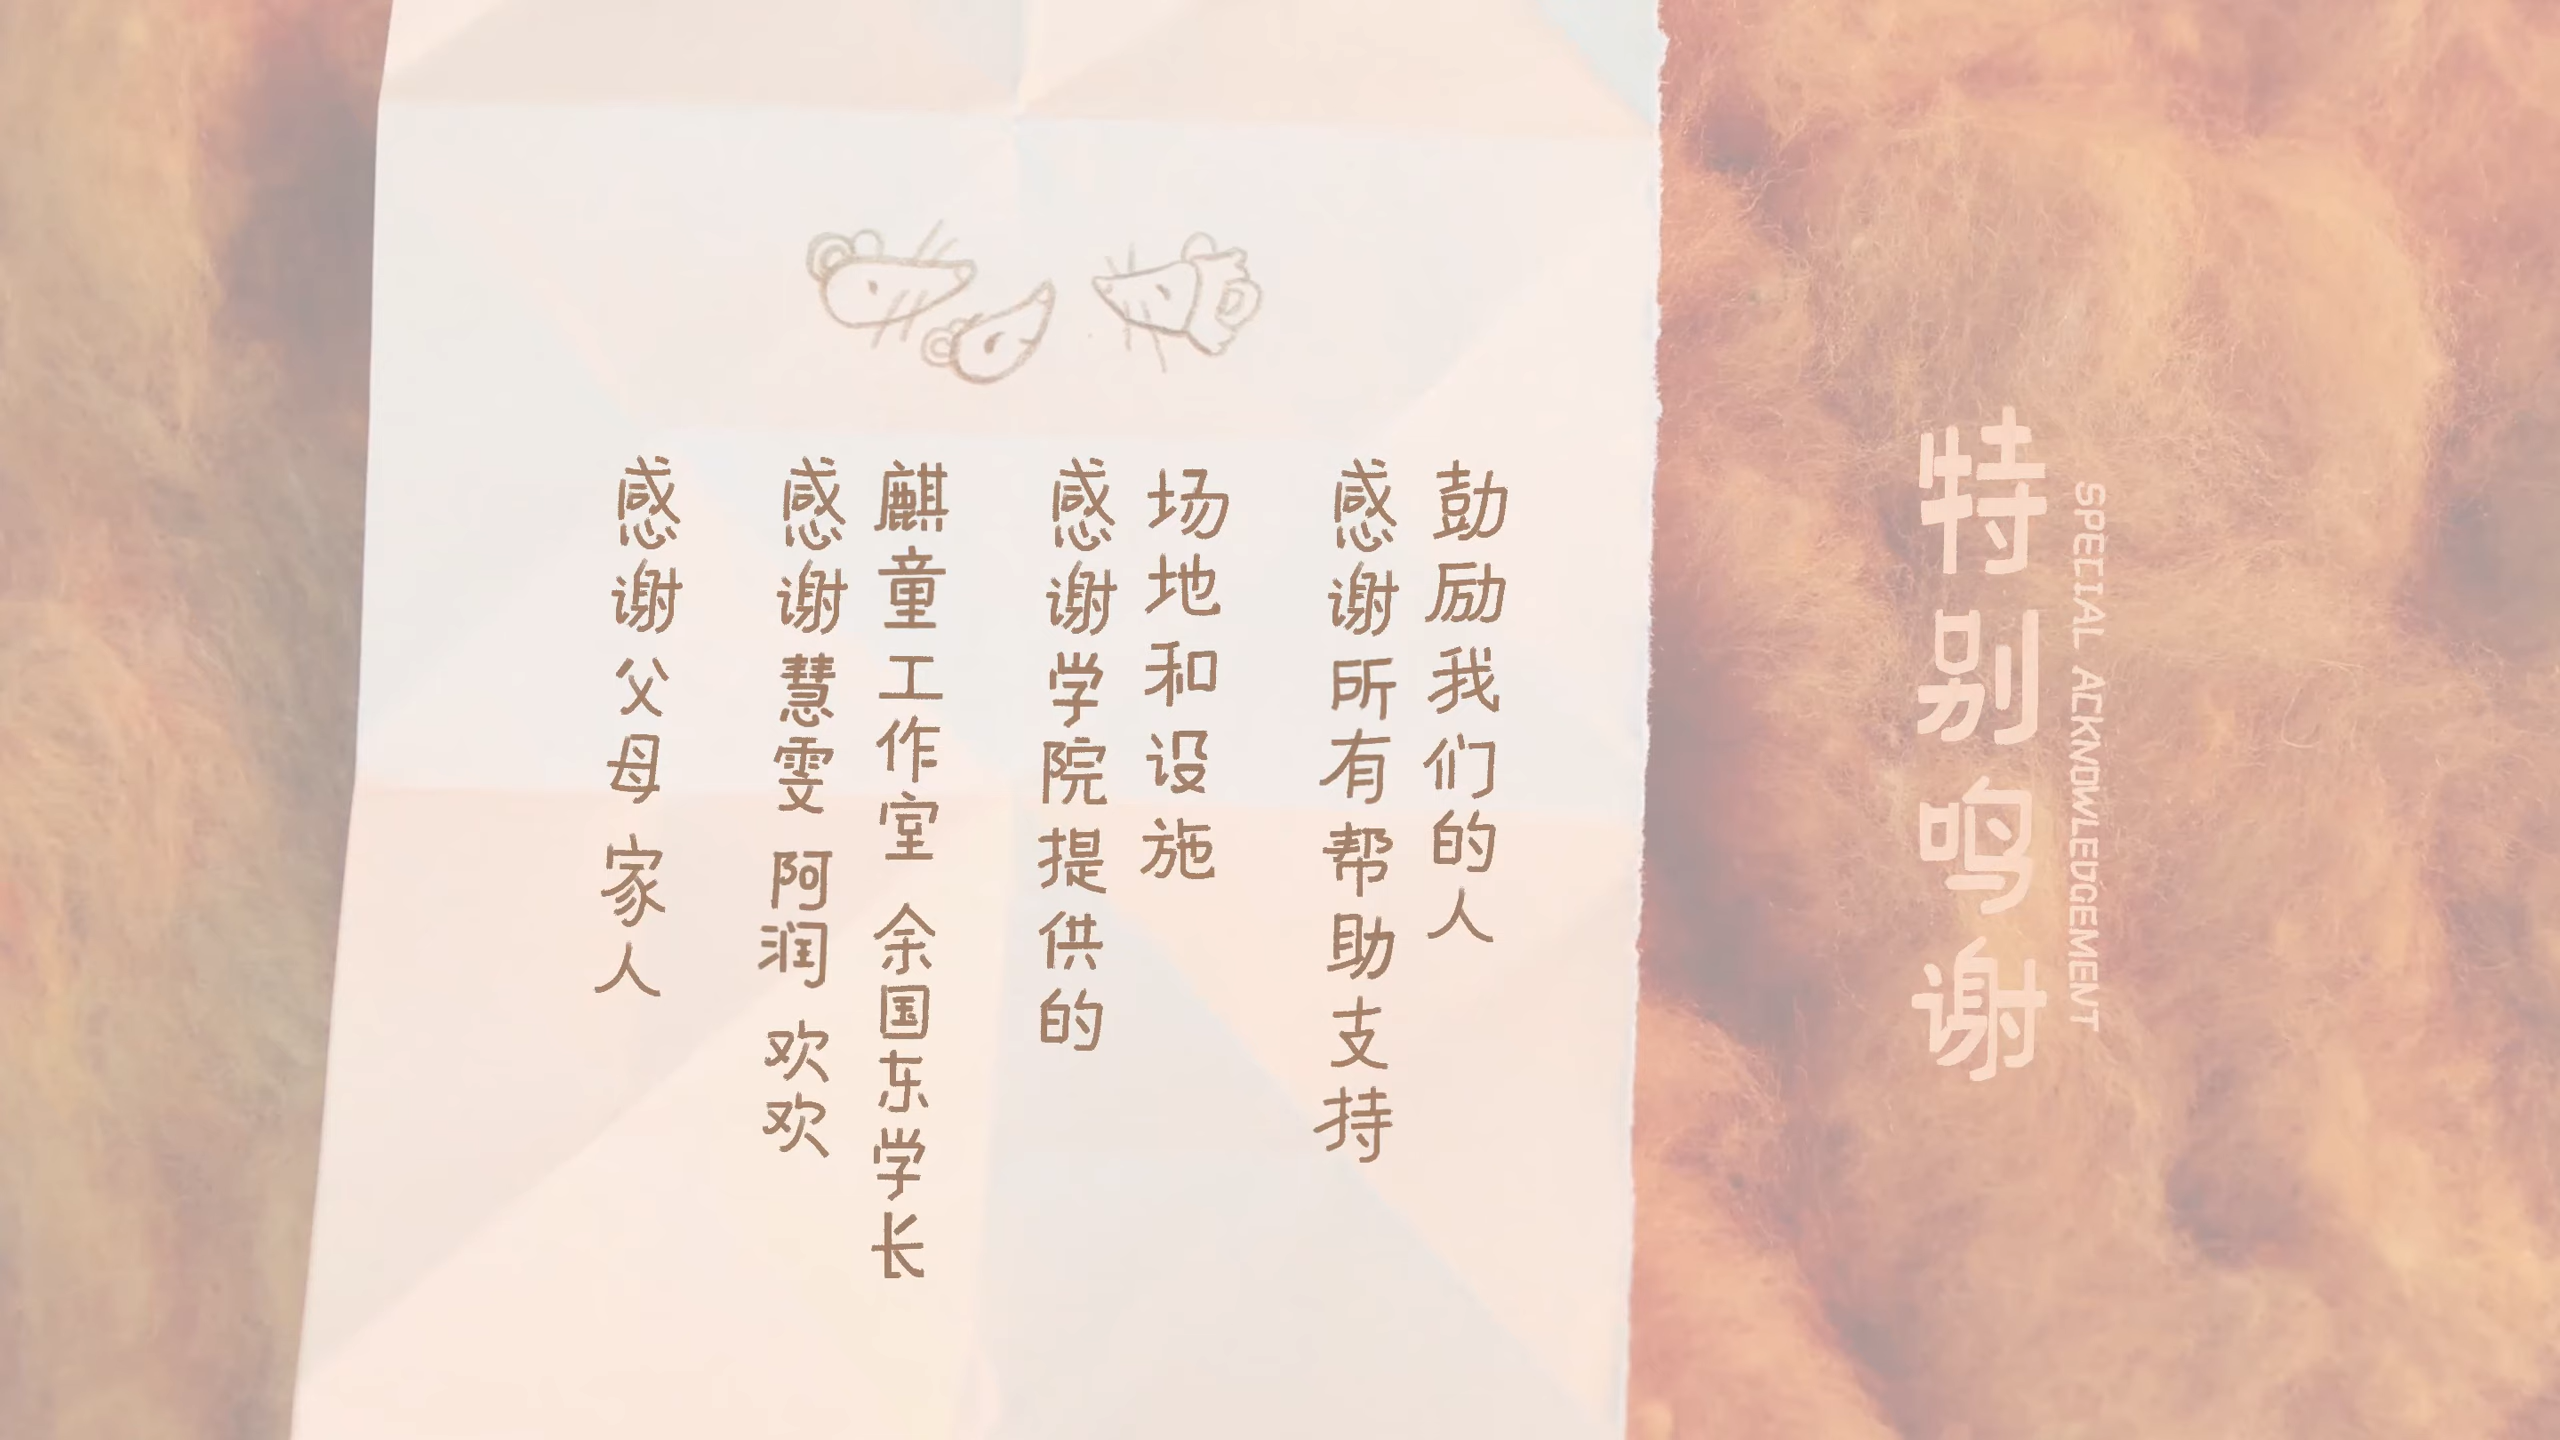 特别鸣谢
SPECIAL ACKNOWLEDGEMENT
感谢父母 家人
感谢慧雯 阿润 欢欢
麒童工作室 余国东学长
感谢学院提供的
场地和设施
感谢所有帮助支持
鼓励我们的人